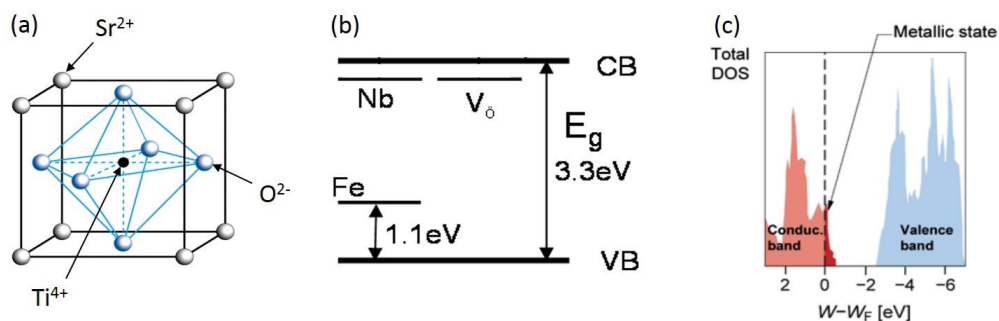 (a)
Sr2+
O2-
Ti4+
(b)
CB
Nb
VÖ
Eg
3.3eV
Fe
1.1eV
VB
(c)
Metallic state
Total
DOS
Conduc.
band
Valence
band
2 0 −2 −4 −6
W−WF [eV]